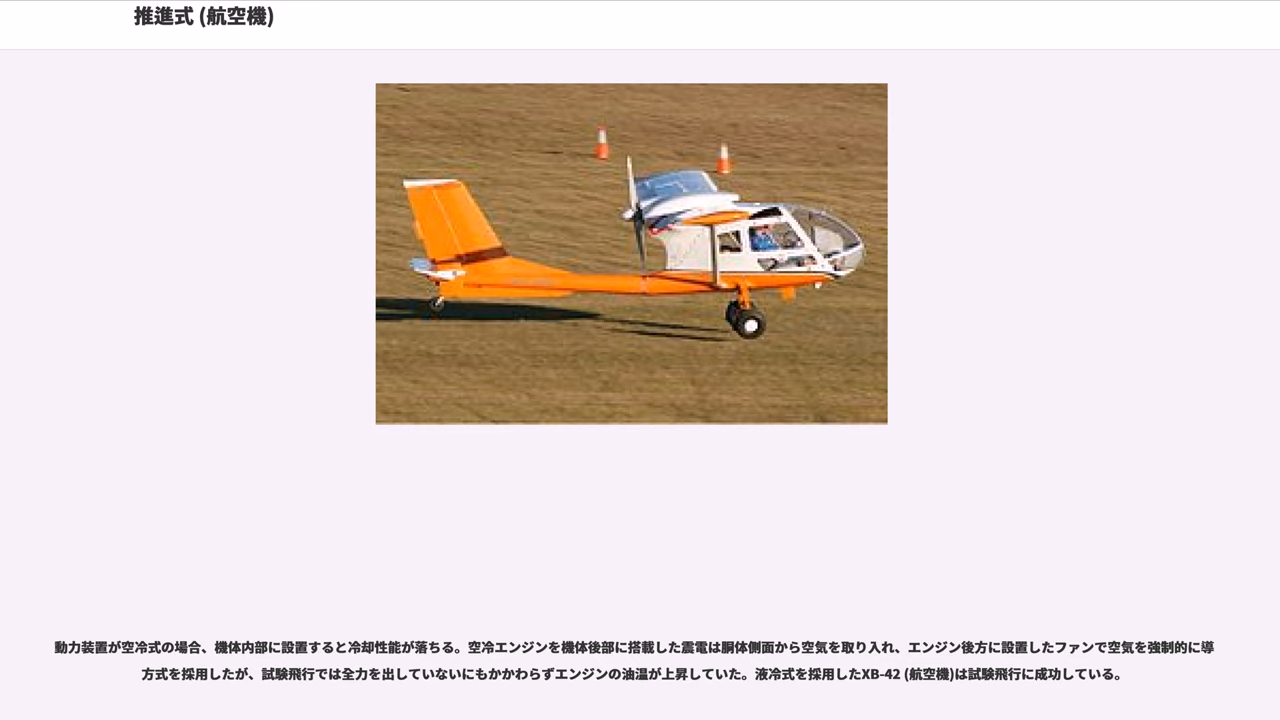 推進式 (航空機)
動力装置が空冷式の場合、機体内部に設置すると冷却性能が落ちる。空冷エンジンを機体後部に搭載した震電は胴体側面から空気を取り入れ、エンジン後方に設置したファンで空気を強制的に導
方式を採用したが、試験飛行では全力を出していないにもかかわらずエンジンの油温が上昇していた。液冷式を採用したXB-42 (航空機)は試験飛行に成功している。